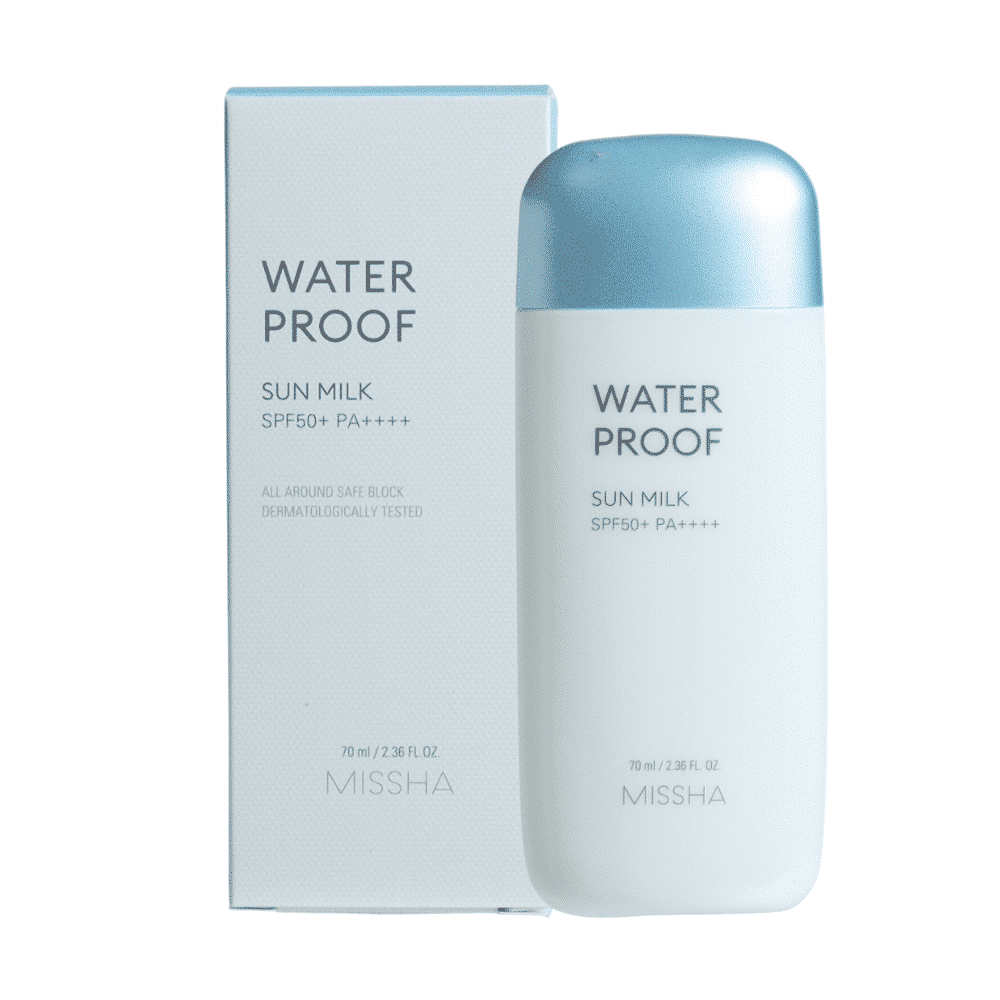 WATER
PROOF
SUN MILK
SPF50+ PA++++
ALL AROUND SAFE BLOCK
DERMATOLOGICALLY TESTED
70 ml / 2.36 FL.OZ.
MISSHA
WATER
PROOF
SUN MILK
SPF50+ PA++++
70 ml / 2.36 FL. OZ.
MISSHA